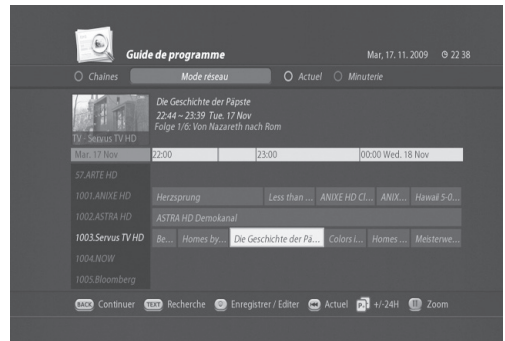 Guide de programme Mar, 17. 11. 2009 22 38
Chaînes Mode réseau Actuel Minuterie
Die Geschichte der Päpste
22:44 ~ 23:39 Tue. 17 Nov
Folge 1/6: Von Nazareth nach Rom
TV Servus TV HD
Mar. 17 Nov 22:00 23:00 00:00 Wed. 18 Nov
57.ARTE HD
1001.ANIXE HD Herzsprung Less than ... ANIXE HD Cl... ANIX... Hawaii 5-0...
1002.ASTRA HD ASTRA HD Demokanal
1003.Servus TV HD Be... Homes by... Die Geschichte der Pä... Colors i... Homes ... Meisterwe...
1004.NOW
1005.Bloomberg
BACK Continuer TEXT Recherche Enregistrer / Editer Actuel +/-24H Zoom